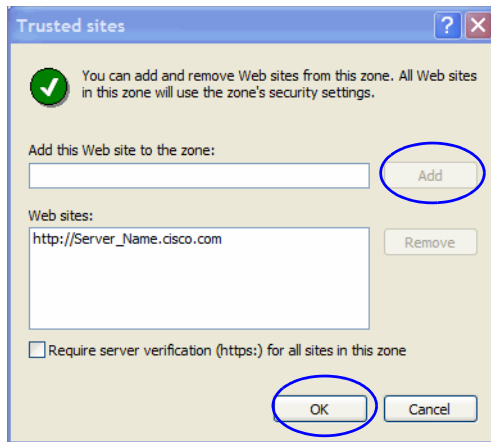 Trusted sites
You can add and remove Web sites from this zone. All Web sites
in this zone will use the zone's security settings.
Add this Web site to the zone:
Add
Web sites:
http://Server_Name.cisco.com
Remove
Require server verification (https:) for all sites in this zone
OK
Cancel